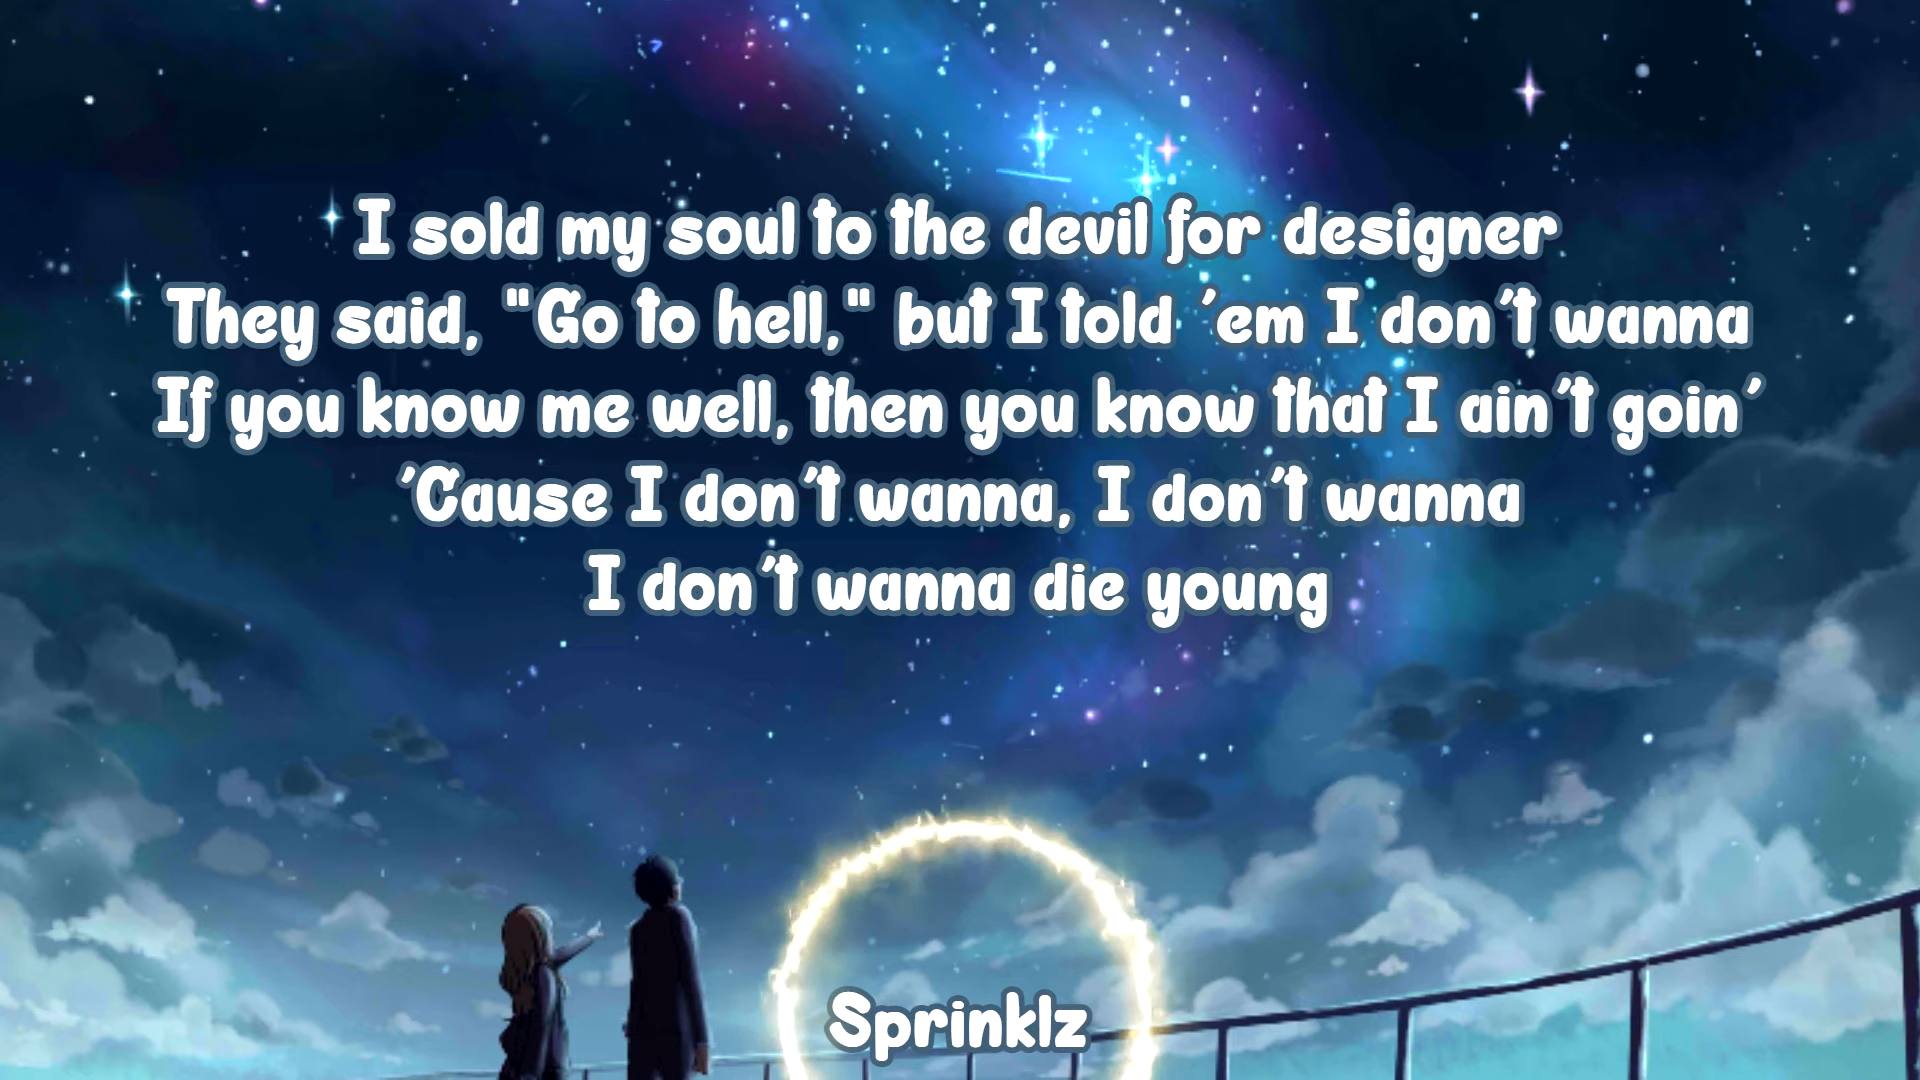 I sold my soul to the devil for designer
They said, "Go to hell," but I told 'em I don't wanna
If you know me well, then you know that I ain't goin'
'Cause I don't wanna, I don't wanna
I don't wanna die young
Sprinklz